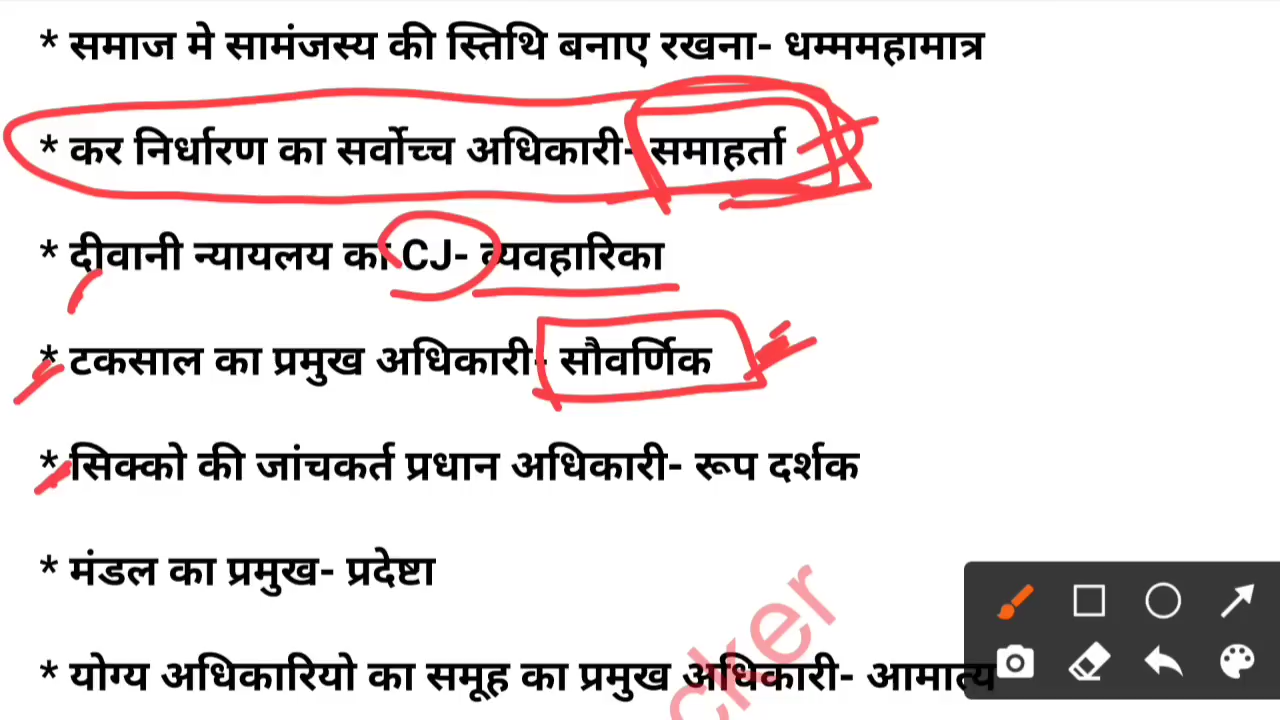 * समाज मे सामंजस्य की स्तिथि बनाए रखना- धम्ममहामात्र
* कर निर्धारण का सर्वोच्च अधिकारी- समाहर्ता
* दीवानी न्यायलय का CJ- व्यवहारिका
* टकसाल का प्रमुख अधिकारी- सौवर्णिक
* सिक्को की जांचकर्त प्रधान अधिकारी- रूप दर्शक
* मंडल का प्रमुख- प्रदेष्टा
* योग्य अधिकारियो का समूह का प्रमुख अधिकारी- आमात्य
cker